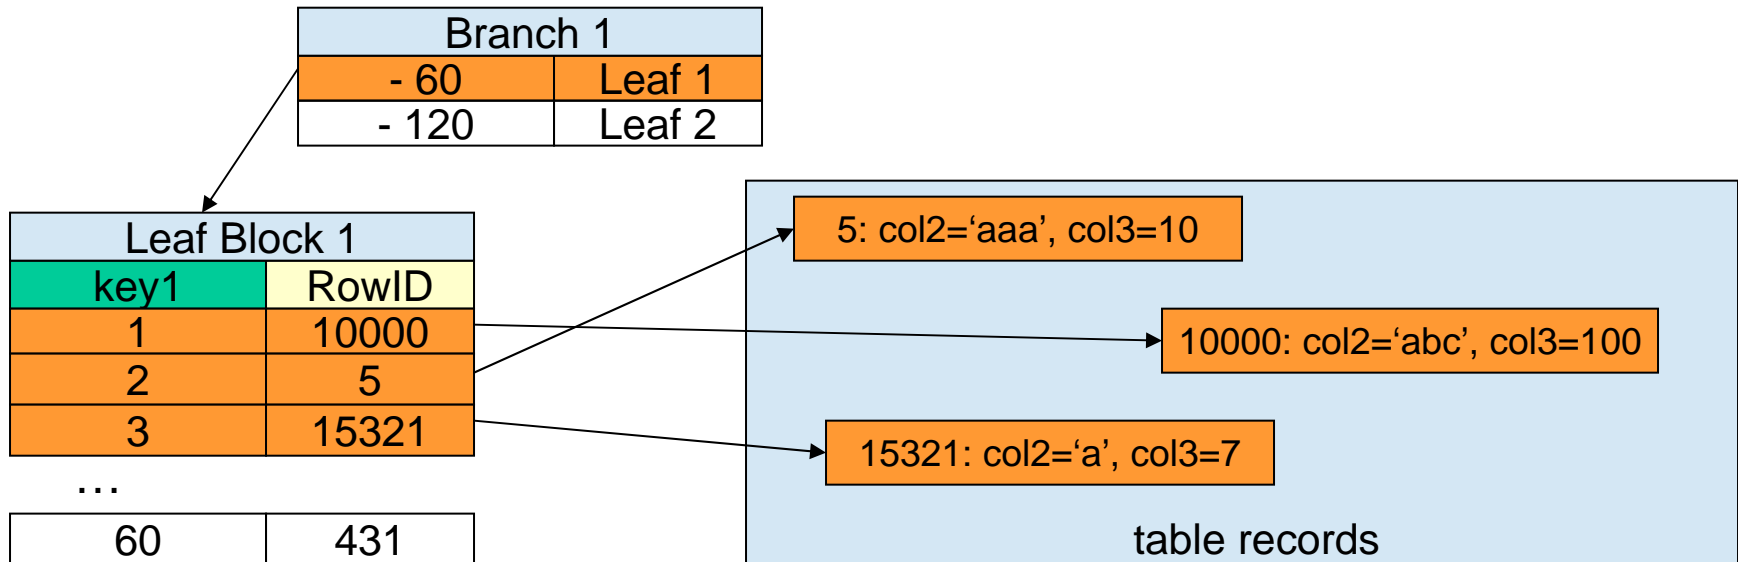 Branch 1
- 60 Leaf 1
- 120 Leaf 2
Leaf Block 1
key1 RowID
1 10000
2 5
3 15321
…
60 431
5: col2=‘aaa’, col3=10
10000: col2=‘abc’, col3=100
15321: col2=‘a’, col3=7
table records